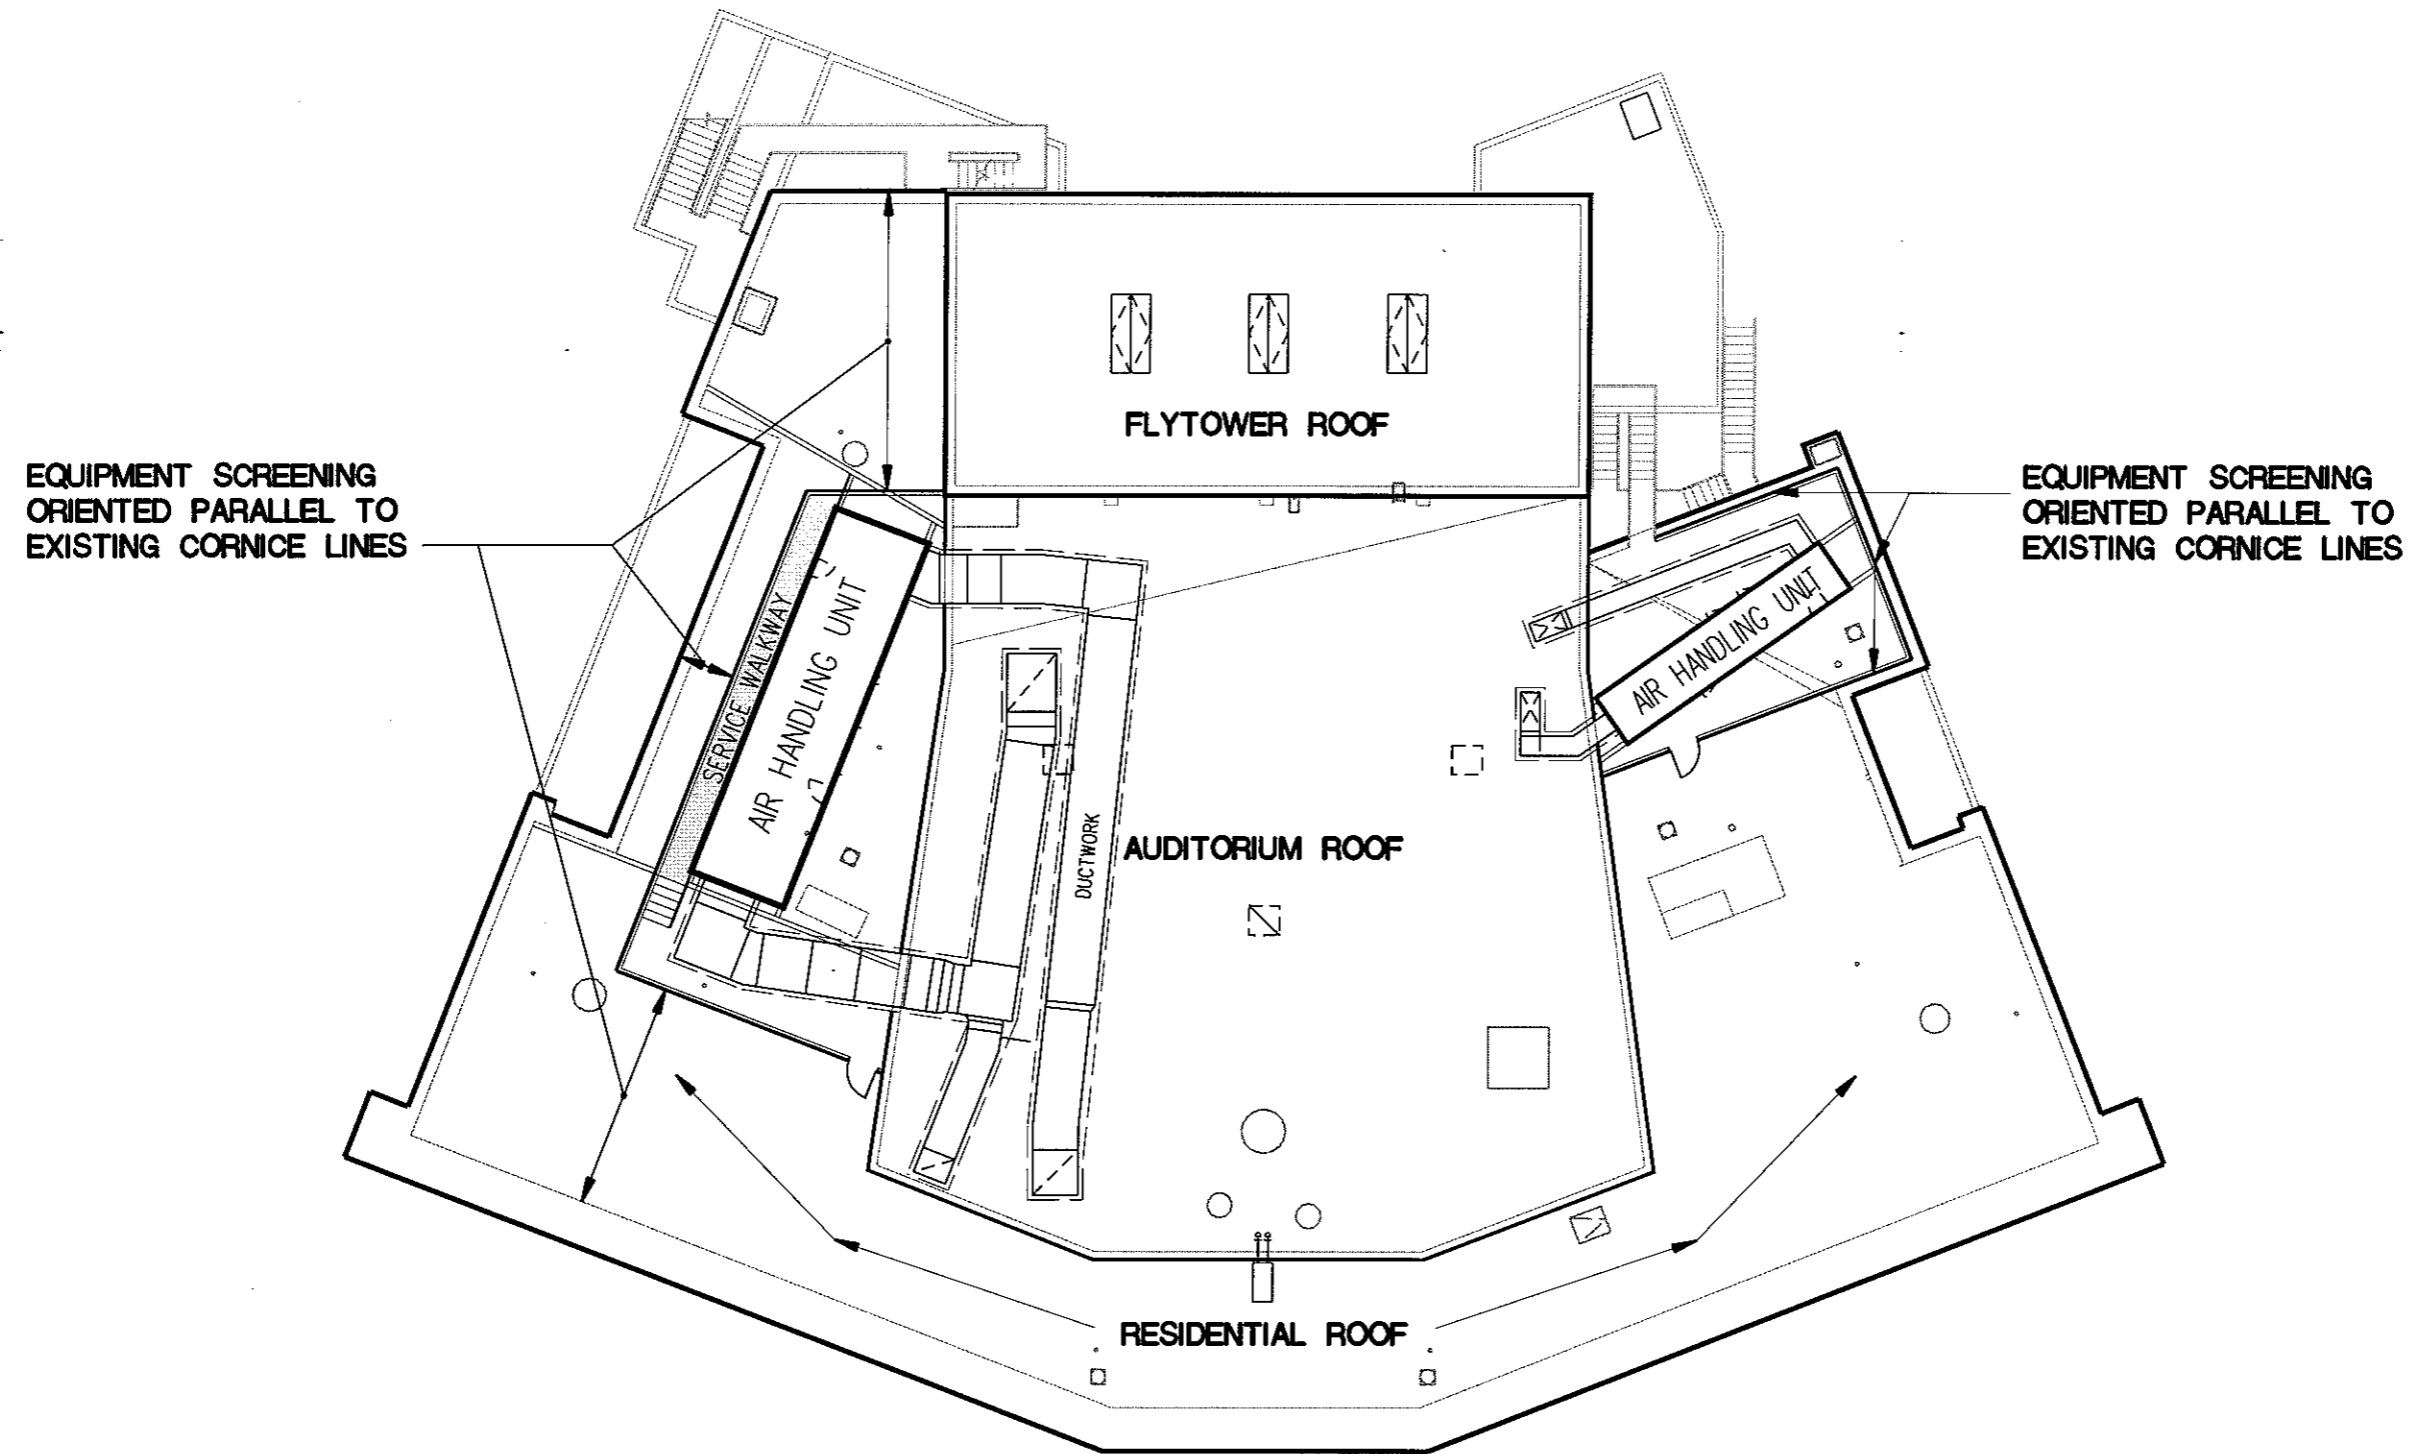 FLYTOWER ROOF
EQUIPMENT SCREENING
ORIENTED PARALLEL TO
EXISTING CORNICE LINES
EQUIPMENT SCREENING
ORIENTED PARALLEL TO
EXISTING CORNICE LINES
SERVICE WALKWAY
AIR HANDLING UNIT
AIR HANDLING UNIT
DUCTWORK
AUDITORIUM ROOF
RESIDENTIAL ROOF